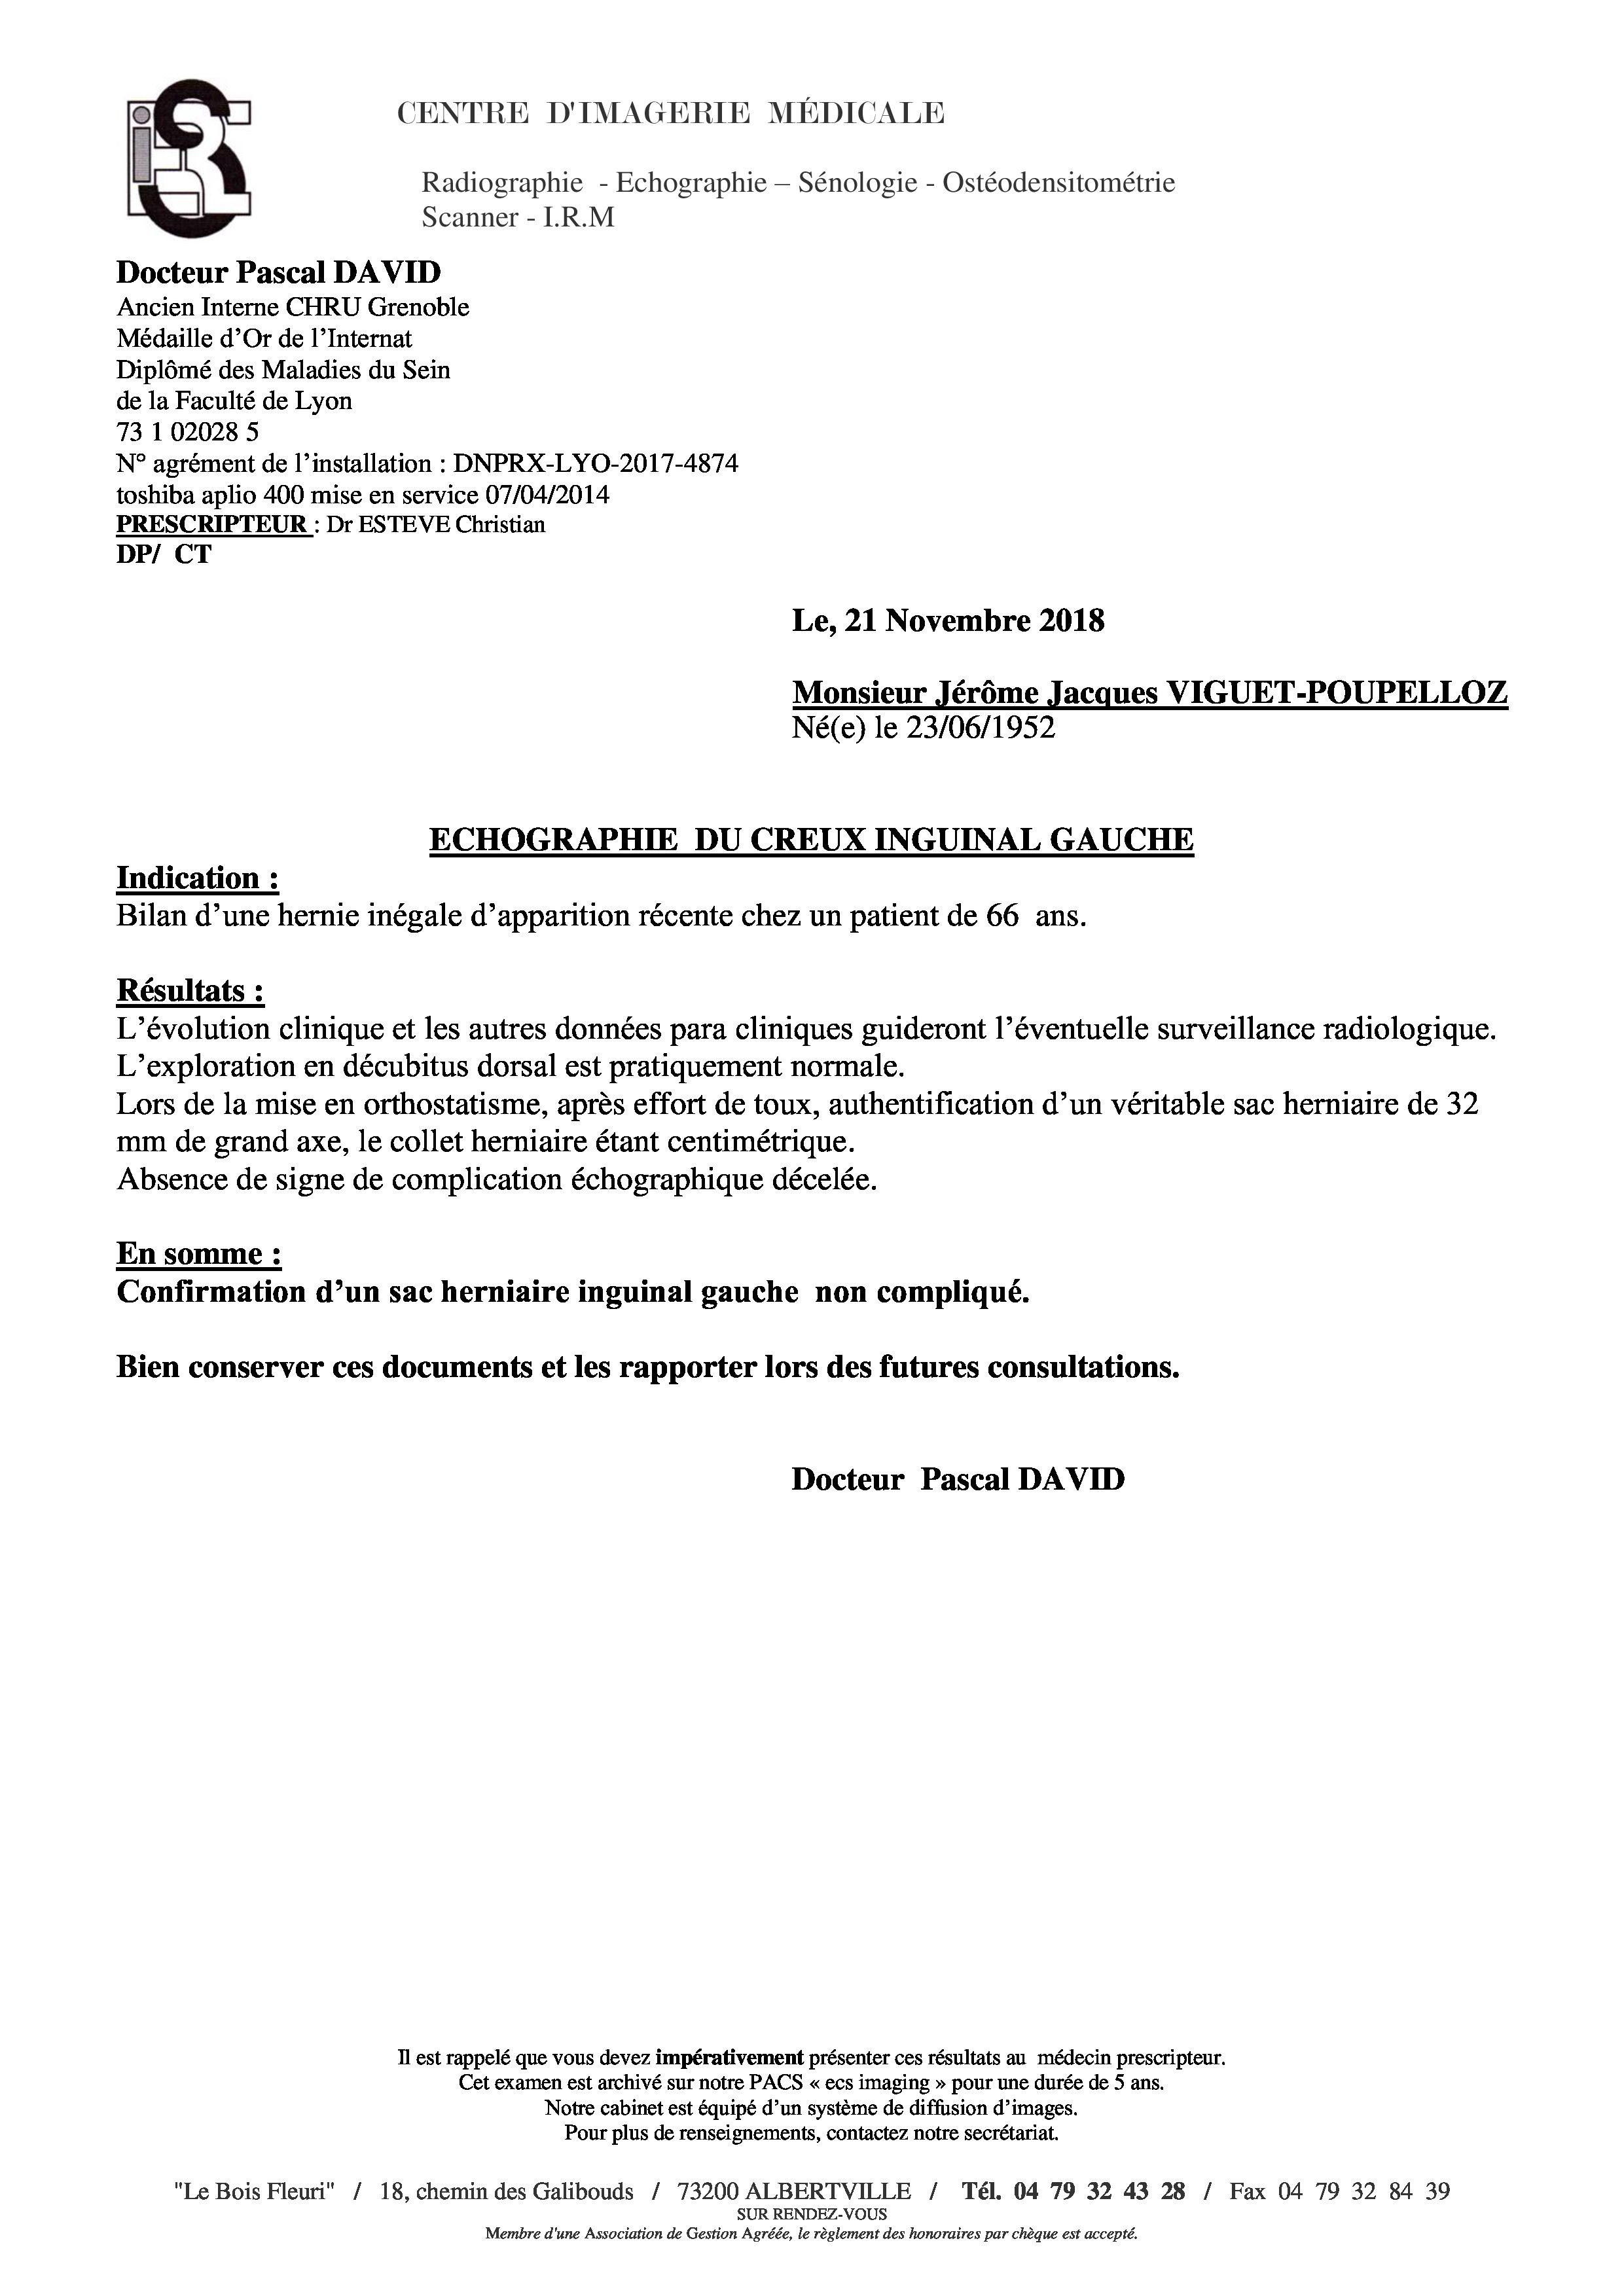 CENTRE D'IMAGERIE MÉDICALE
Radiographie - Echographie – Sénologie - Ostéodensitométrie
Scanner - I.R.M
Docteur Pascal DAVID
Ancien Interne CHRU Grenoble
Médaille d’Or de l’Internat
Diplômé des Maladies du Sein
de la Faculté de Lyon
73 1 02028 5
N° agrément de l’installation : DNPRX-LYO-2017-4874
toshiba aplio 400 mise en service 07/04/2014
PRESCRIPTEUR : Dr ESTEVE Christian
DP/ CT
Le, 21 Novembre 2018
Monsieur Jérôme Jacques VIGUET-POUPELLOZ
Né(e) le 23/06/1952
ECHOGRAPHIE DU CREUX INGUINAL GAUCHE
Indication :
Bilan d’une hernie inégale d’apparition récente chez un patient de 66 ans.
Résultats :
L’évolution clinique et les autres données para cliniques guideront l’éventuelle surveillance radiologique.
L’exploration en décubitus dorsal est pratiquement normale.
Lors de la mise en orthostatisme, après effort de toux, authentification d’un véritable sac herniaire de 32
mm de grand axe, le collet herniaire étant centimétrique.
Absence de signe de complication échographique décelée.
En somme :
Confirmation d’un sac herniaire inguinal gauche non compliqué.
Bien conserver ces documents et les rapporter lors des futures consultations.
Docteur Pascal DAVID
Il est rappelé que vous devez impérativement présenter ces résultats au médecin prescripteur.
Cet examen est archivé sur notre PACS « ecs imaging » pour une durée de 5 ans.
Notre cabinet est équipé d’un système de diffusion d’images.
Pour plus de renseignements, contactez notre secrétariat.
"Le Bois Fleuri" / 18, chemin des Galibouds / 73200 ALBERTVILLE / Tél. 04 79 32 43 28 / Fax 04 79 32 84 39
SUR RENDEZ-VOUS
Membre d'une Association de Gestion Agréée, le règlement des honoraires par chèque est accepté.